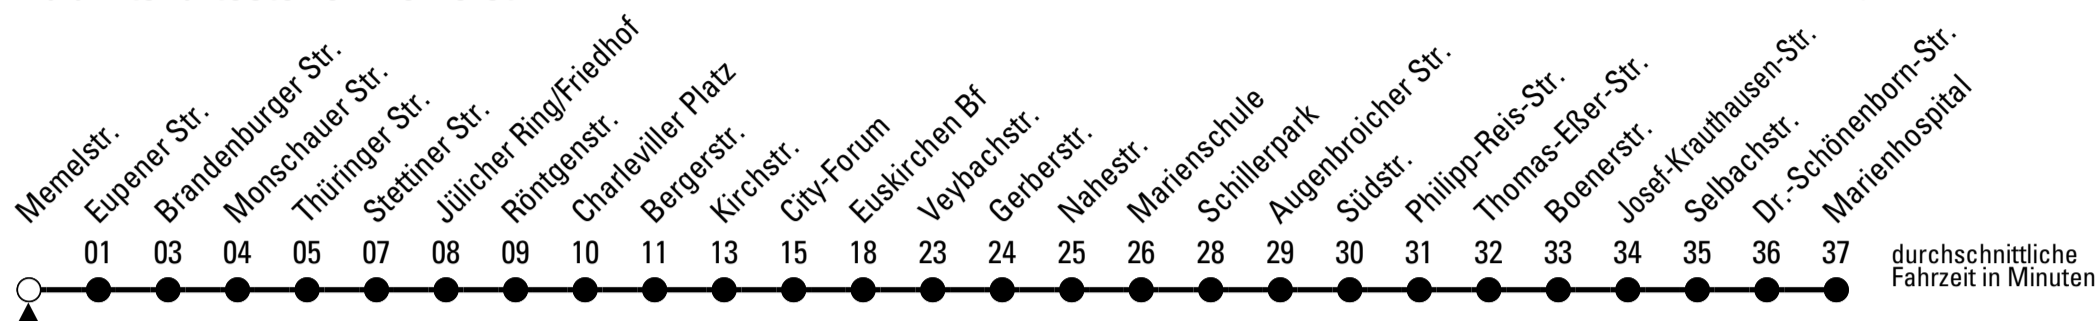 Memelstr.
Eupener Str.
Brandenburger Str.
Monschauer Str.
Thüringer Str.
Stettiner Str.
Jülicher Ring/Friedhof
Röntgenstr.
Charleviller Platz
Bergerstr.
Kirchstr.
City-Forum
Euskirchen Bf
Veybachstr.
Gerberstr.
Nahestr.
Marienschule
Schillerpark
Augenbroicher Str.
Südstr.
Philipp-Reis-Str.
Thomas-Eßer-Str.
Boenerstr.
Josef-Krauthausen-Str.
Selbachstr.
Dr.-Schönenborn-Str.
Marienhospital
01 03 04 05 07 08 09 10 11 13 15 18 23 24 25 26 28 29 30 31 32 33 34 35 36 37
durchschnittliche
Fahrzeit in Minuten